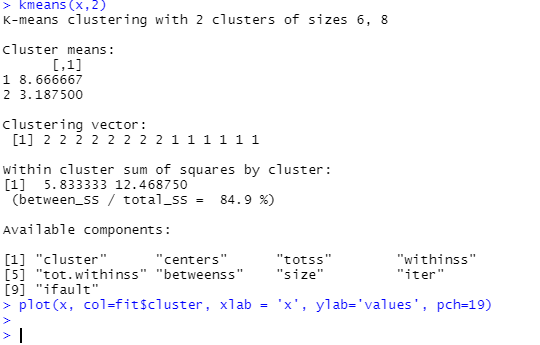 > kmeans(x,2)
K-means clustering with 2 clusters of sizes 6, 8
Cluster means:
[,1]
1 8.666667
2 3.187500
Clustering vector:
[1] 2 2 2 2 2 2 2 2 1 1 1 1 1 1
Within cluster sum of squares by cluster:
[1] 5.833333 12.468750
(between_SS / total_SS = 84.9 %)
Available components:
[1] "cluster" "centers" "totss" "withinss"
[5] "tot.withinss" "betweenss" "size" "iter"
[9] "ifault"
> plot(x, col=fit$cluster, xlab = 'x', ylab='values', pch=19)
>
>